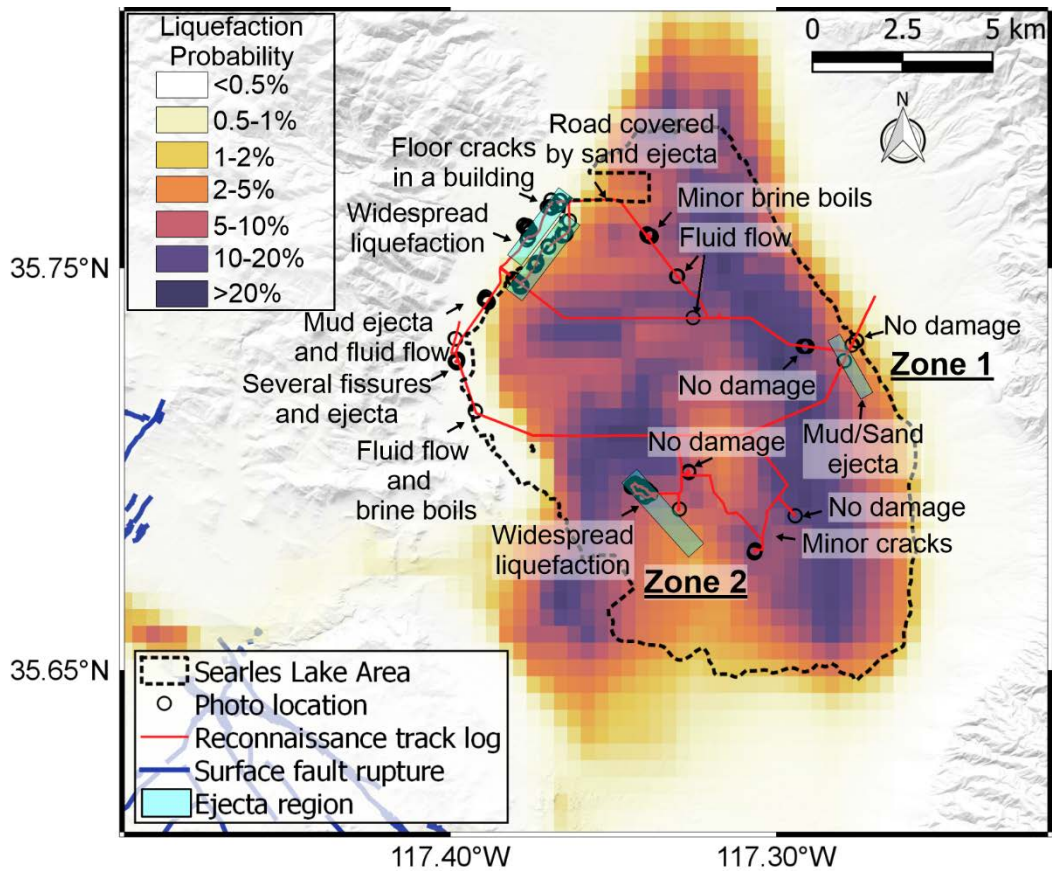 Liquefaction
Probability
<0.5%
0.5-1%
1-2%
2-5%
5-10%
10-20%
>20%
0 2.5 5 km
N
Road covered
by sand ejecta
Floor cracks
in a building
Widespread
liquefaction
Minor brine boils
Fluid flow
35.75°N
Mud ejecta
and fluid flow
Several fissures
and ejecta
Fluid flow
and
brine boils
No damage
Zone 1
No damage
Mud/Sand
ejecta
No damage
No damage
Minor cracks
Widespread
liquefaction
Zone 2
35.65°N
Searles Lake Area
Photo location
Reconnaissance track log
Surface fault rupture
Ejecta region
117.40°W
117.30°W